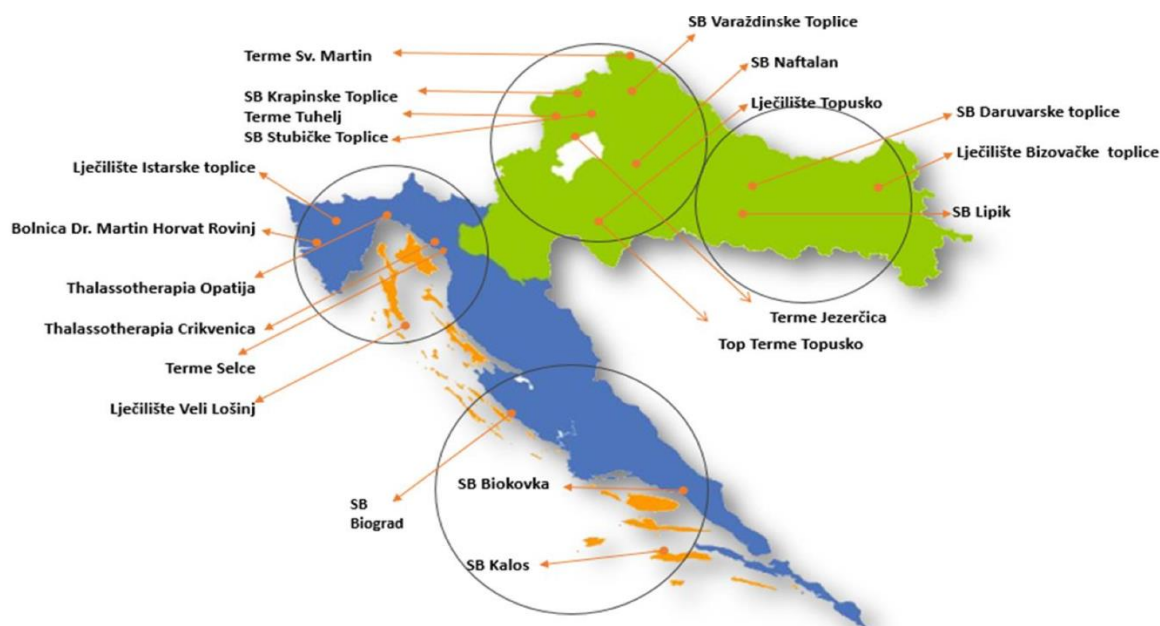 SB Varaždinske Toplice
Terme Sv. Martin
SB Naftalan
SB Krapinske Toplice
Lječilište Topusko
Terme Tuhelj
SB Daruvarske toplice
SB Stubičke Toplice
Lječilište Bizovačke toplice
Lječilište Istarske toplice
SB Lipik
Bolnica Dr. Martin Horvat Rovinj
Thalassotherapia Opatija
Terme Jezerčica
Thalassotherapia Crikvenica
Top Terme Topusko
Terme Selce
Lječilište Veli Lošinj
SB Biokovka
SB
Biograd
SB Kalos